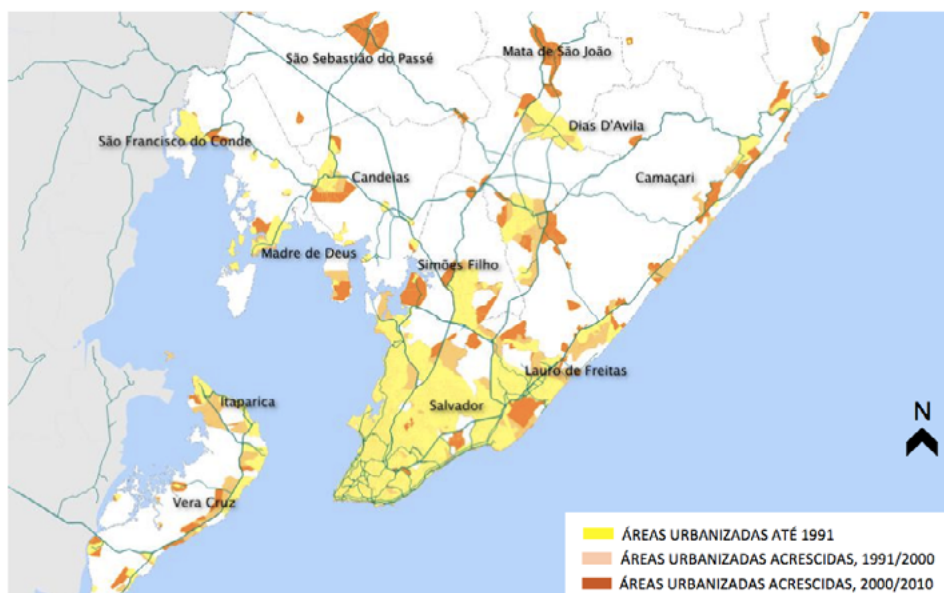 São Sebastião do Passé
Mata de São João
São Francisco do Conde
Dias D'Avila
Candeias
Camaçari
Madre de Deus
Simões Filho
Lauro de Freitas
Itaparica
Salvador
N
Vera Cruz
ÁREAS URBANIZADAS ATÉ 1991
ÁREAS URBANIZADAS ACRESCIDAS, 1991/2000
ÁREAS URBANIZADAS ACRESCIDAS, 2000/2010